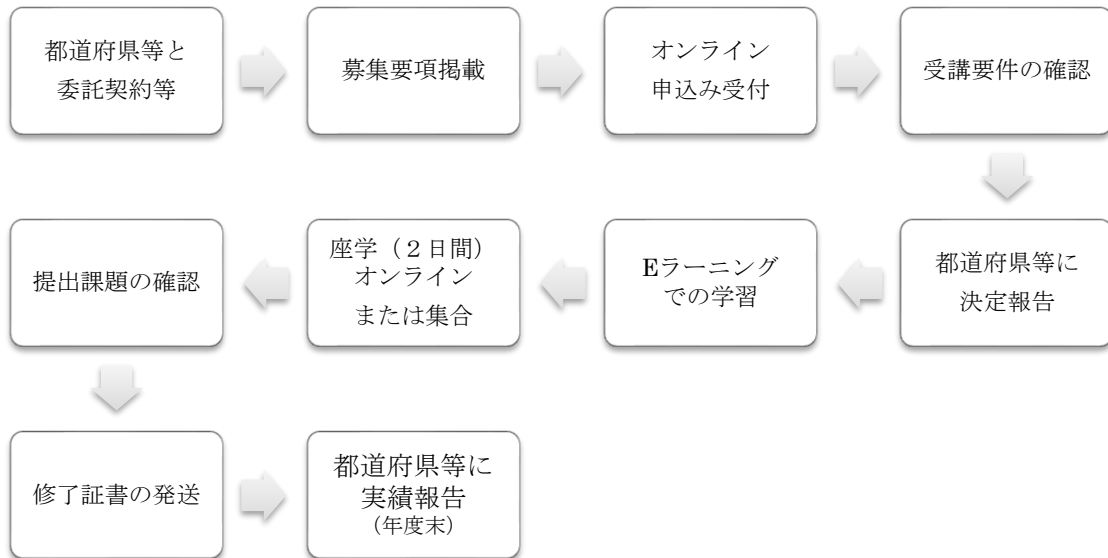 都道府県等と
委託契約等
募集要項掲載
オンライン
申込み受付
受講要件の確認
都道府県等に
決定報告
Eラーニング
での学習
座学（２日間）
オンライン
または集合
提出課題の確認
修了証書の発送
都道府県等に
実績報告
（年度末）